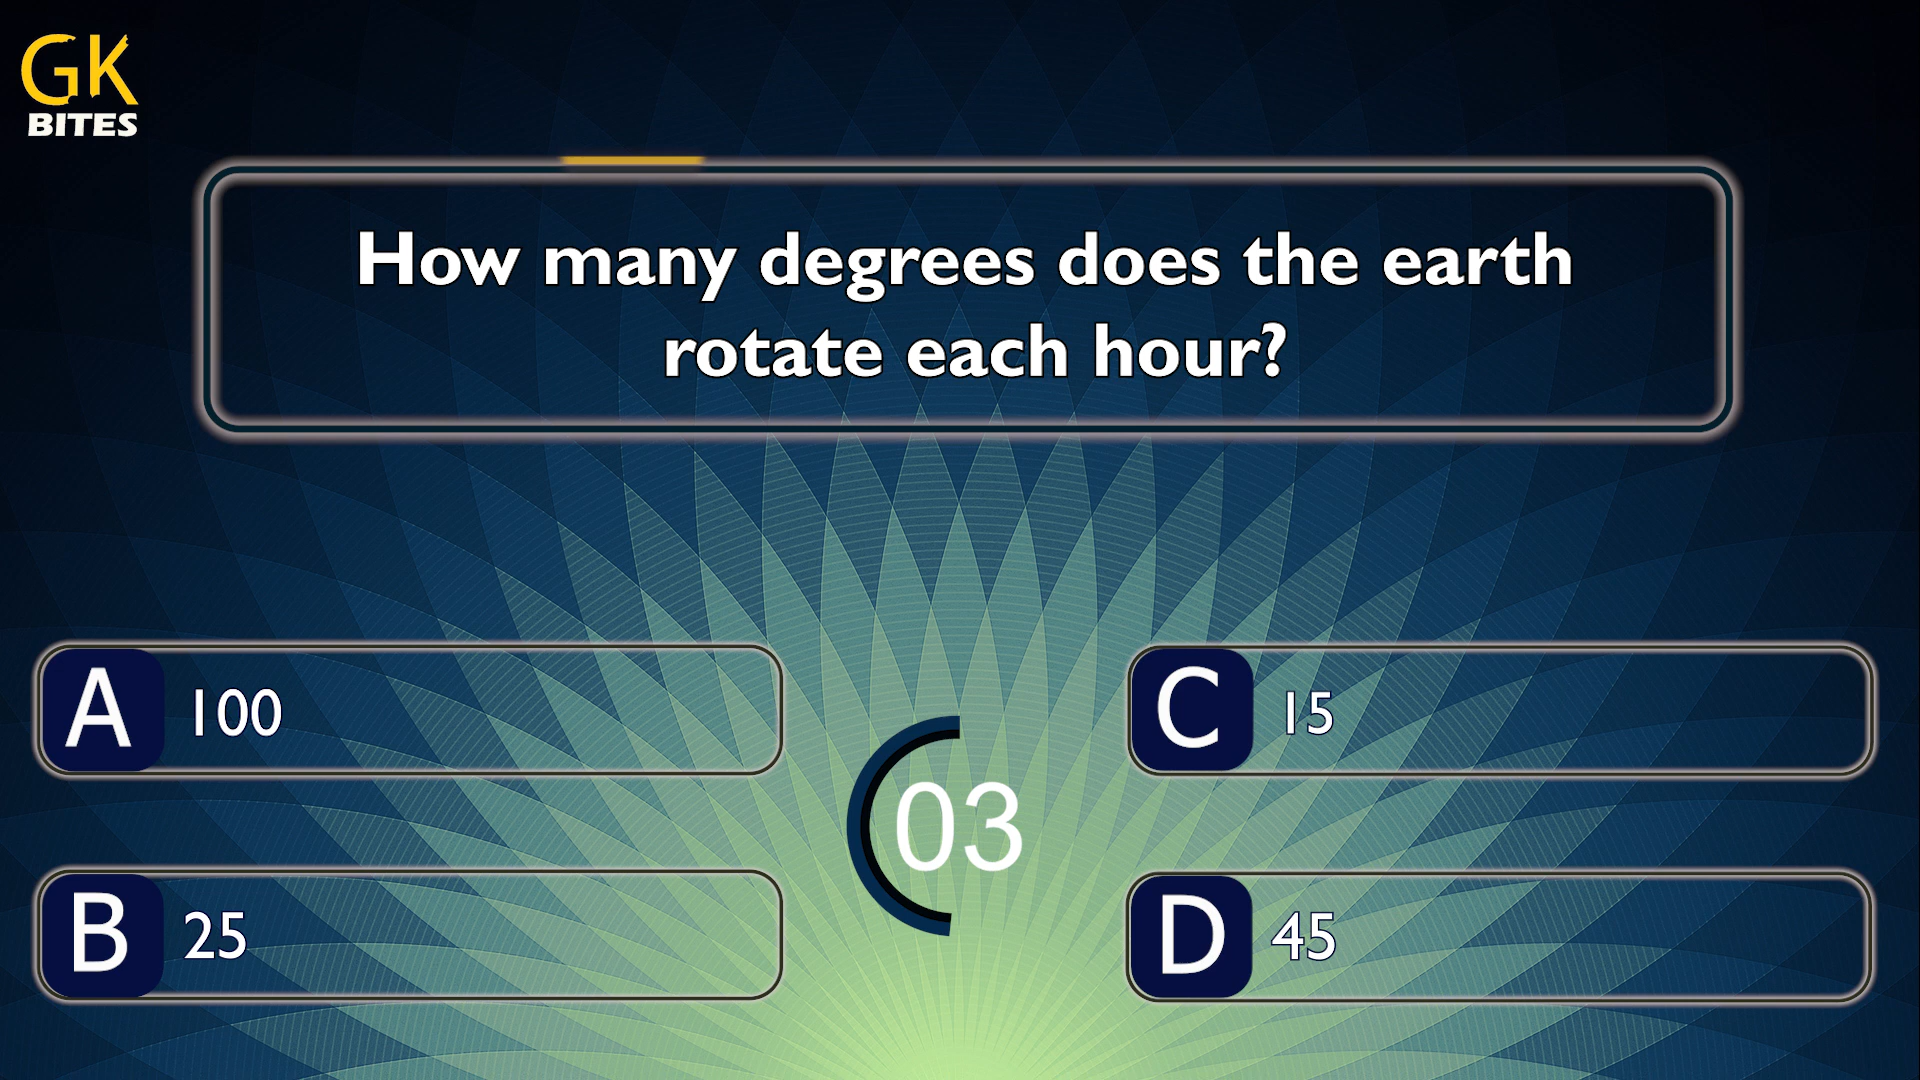 GK
BITES
How many degrees does the earth
rotate each hour?
A 100
C 15
03
B 25
D 45